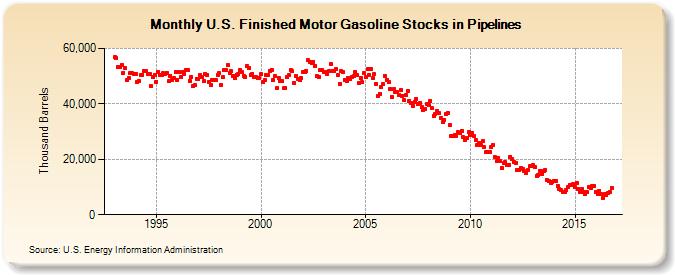 Monthly U.S. Finished Motor Gasoline Stocks in Pipelines
Thousand Barrels
60,000
40,000
20,000
0
1995 2000 2005 2010 2015
Source: U.S. Energy Information Administration